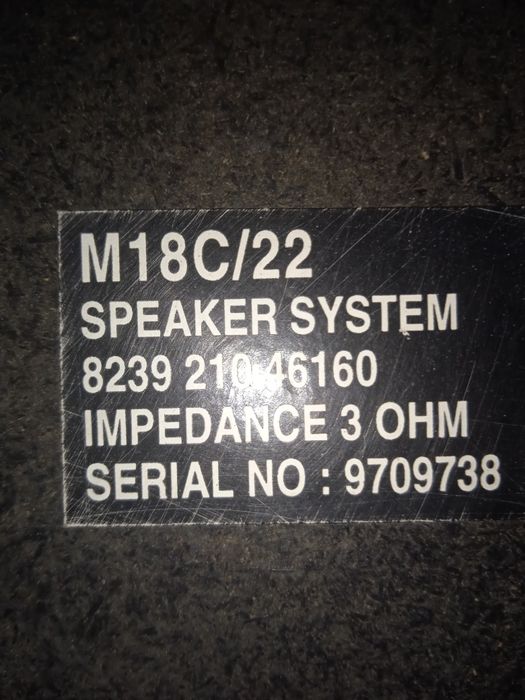 M18C/22
SPEAKER SYSTEM
8239 210 46160
IMPEDANCE 3 OHM
SERIAL NO : 9709738